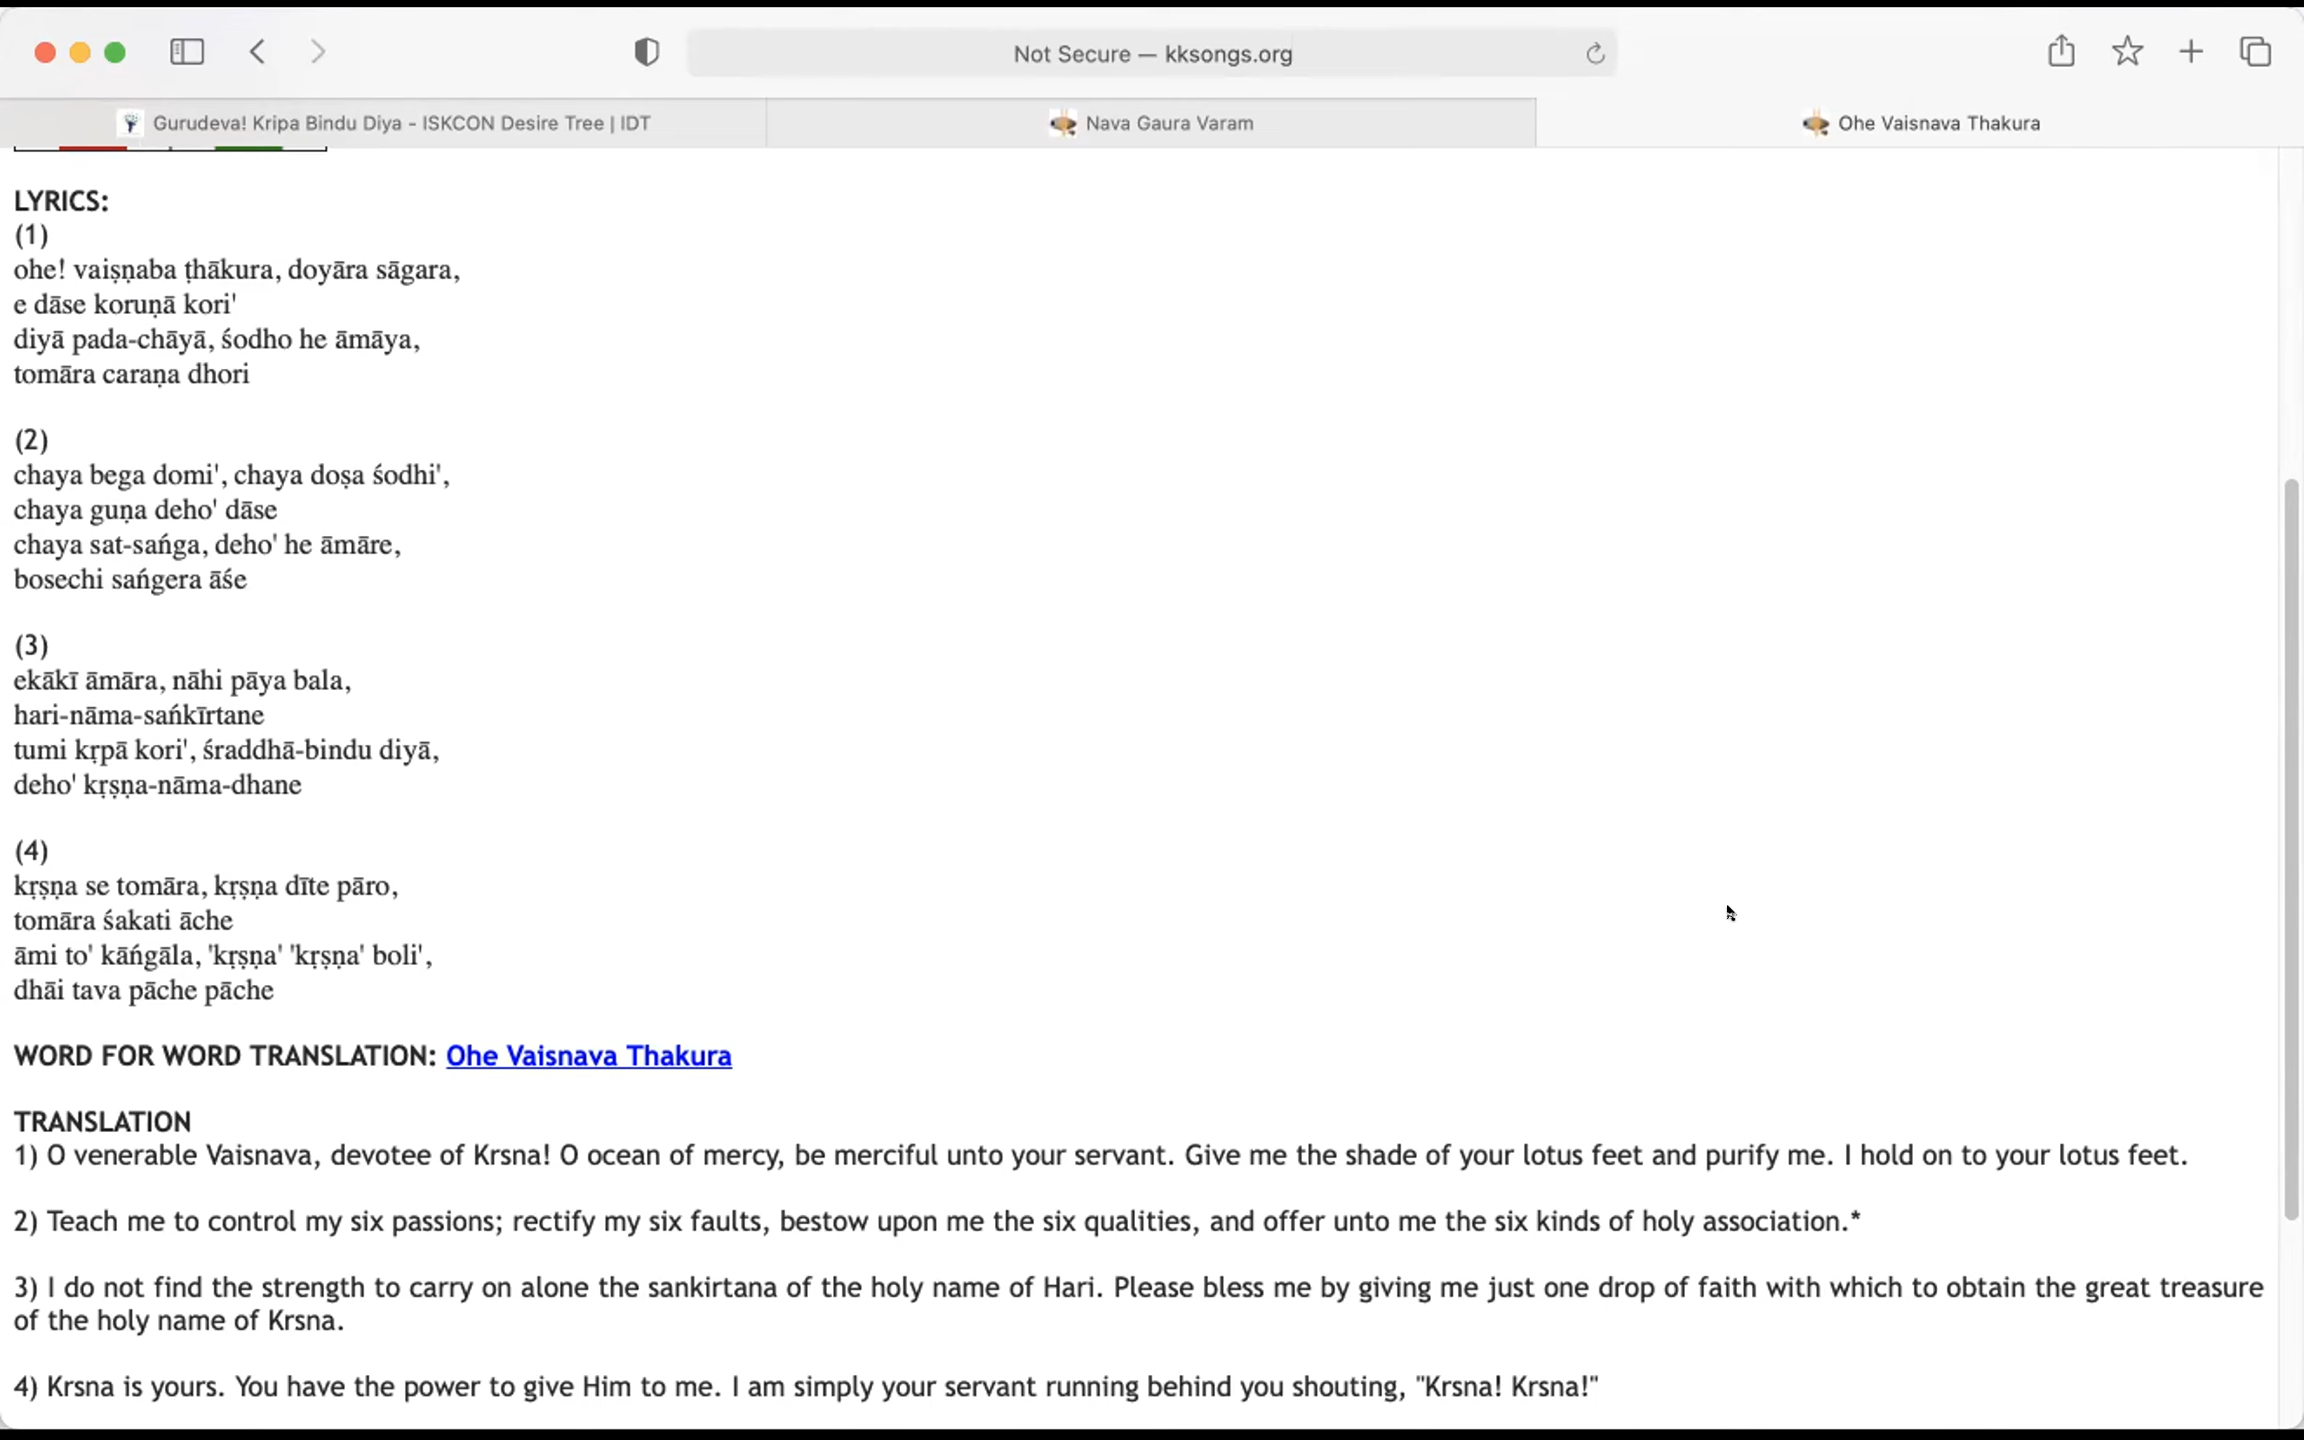 Not Secure — kksongs.org
Gurudeva! Kripa Bindu Diya - ISKCON Desire Tree | IDT
Nava Gaura Varam
Ohe Vaisnava Thakura
LYRICS:
(1)
ohe! vaiṣṇaba ṭhākura, doyāra sāgara,
e dāse koruṇā kori'
diyā pada-chāyā, śodho he āmāya,
tomāra caraṇa dhori
(2)
chaya bega domi', chaya doṣa śodhi',
chaya guṇa deho' dāse
chaya sat-sańga, deho' he āmāre,
bosechi sańgera āśe
(3)
ekākī āmāra, nāhi pāya bala,
hari-nāma-sańkīrtane
tumi kṛpā kori', śraddhā-bindu diyā,
deho' kṛṣṇa-nāma-dhane
(4)
kṛṣṇa se tomāra, kṛṣṇa dīte pāro,
tomāra śakati āche
āmi to' kāńgāla, 'kṛṣṇa' 'kṛṣṇa' boli',
dhāi tava pāche pāche
WORD FOR WORD TRANSLATION: Ohe Vaisnava Thakura
TRANSLATION
1) O venerable Vaisnava, devotee of Krsna! O ocean of mercy, be merciful unto your servant. Give me the shade of your lotus feet and purify me. I hold on to your lotus feet.
2) Teach me to control my six passions; rectify my six faults, bestow upon me the six qualities, and offer unto me the six kinds of holy association.*
3) I do not find the strength to carry on alone the sankirtana of the holy name of Hari. Please bless me by giving me just one drop of faith with which to obtain the great treasure
of the holy name of Krsna.
4) Krsna is yours. You have the power to give Him to me. I am simply your servant running behind you shouting, "Krsna! Krsna!"